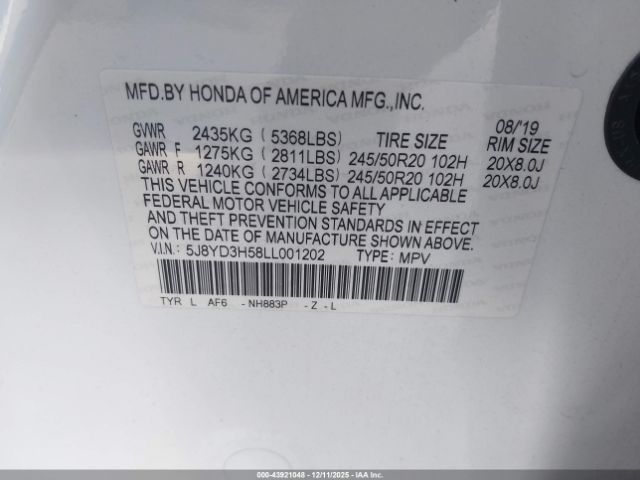 MFD.BY HONDA OF AMERICA MFG.,INC.
08/'19
GVWR 2435KG (5368LBS) TIRE SIZE RIM SIZE
GAWR F 1275KG (2811LBS) 245/50R20 102H 20X8.0J
GAWR R 1240KG (2734LBS) 245/50R20 102H 20X8.0J
THIS VEHICLE CONFORMS TO ALL APPLICABLE
FEDERAL MOTOR VEHICLE SAFETY
AND THEFT PREVENTION STANDARDS IN EFFECT
ON THE DATE OF MANUFACTURE SHOWN ABOVE.
V.I.N.: 5J8YD3H58LL001202 TYPE: MPV
TYR L AF6 -NH883P -Z -L
000-43921048 - 12/11/2025 - IAAI.COM